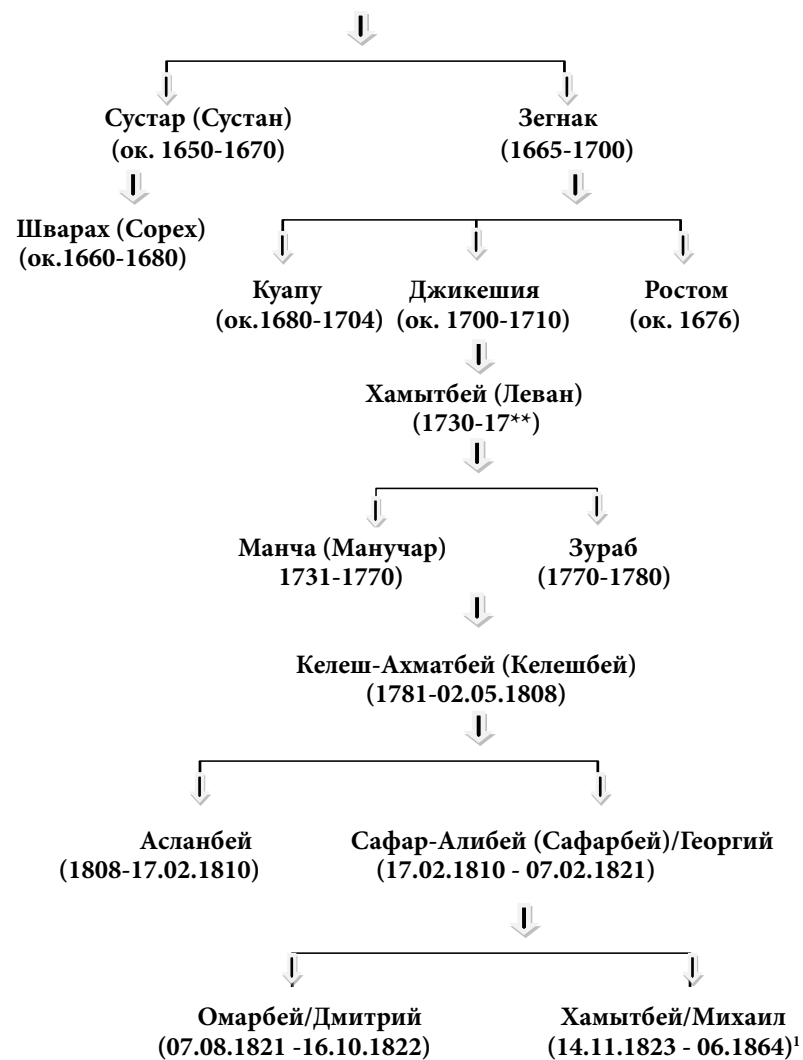 Сустар (Сустан) Зегнак
(ок. 1650-1670) (1665-1700)
Шварах (Сорех)
(ок.1660-1680)
Куапу Джикешия Ростом
(ок.1680-1704) (ок. 1700-1710) (ок. 1676)
Хамытбей (Леван)
(1730-17**)
Манча (Манучар) Зураб
1731-1770) (1770-1780)
Келеш-Ахматбей (Келешбей)
(1781-02.05.1808)
Асланбей Сафар-Алибей (Сафарбей)/Георгий
(1808-17.02.1810) (17.02.1810 - 07.02.1821)
Омарбей/Дмитрий Хамытбей/Михаил
(07.08.1821 -16.10.1822) (14.11.1823 - 06.1864)¹